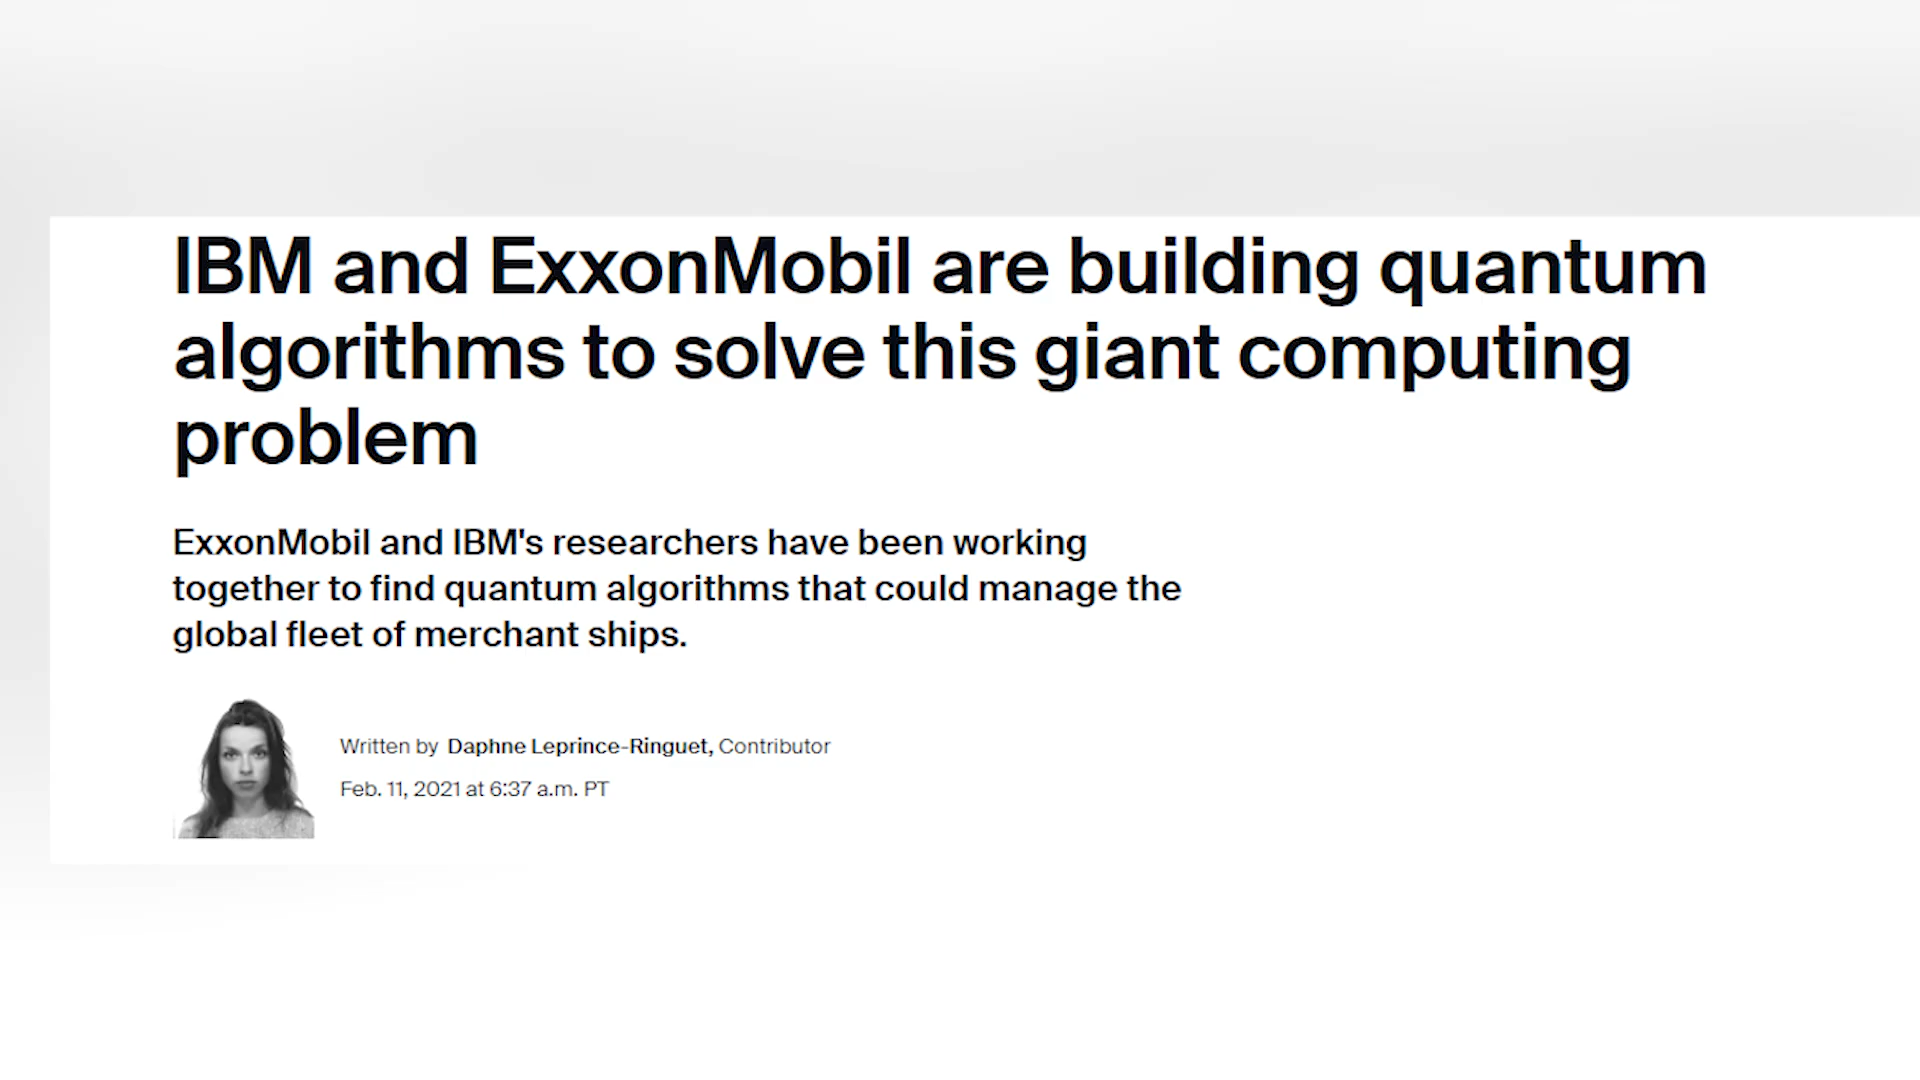 IBM and ExxonMobil are building quantum
algorithms to solve this giant computing
problem
ExxonMobil and IBM's researchers have been working
together to find quantum algorithms that could manage the
global fleet of merchant ships.
Written by Daphne Leprince-Ringuet, Contributor
Feb. 11, 2021 at 6:37 a.m. PT